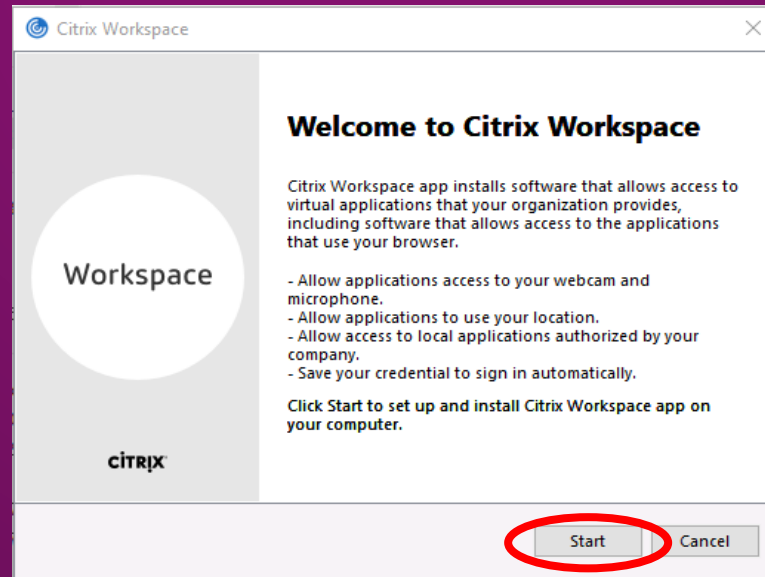 Citrix Workspace
Welcome to Citrix Workspace
Citrix Workspace app installs software that allows access to
virtual applications that your organization provides,
including software that allows access to the applications
that use your browser.
- Allow applications access to your webcam and
microphone.
- Allow applications to use your location.
- Allow access to local applications authorized by your
company.
- Save your credential to sign in automatically.
Click Start to set up and install Citrix Workspace app on
your computer.
Workspace
CİTRIX
Start
Cancel